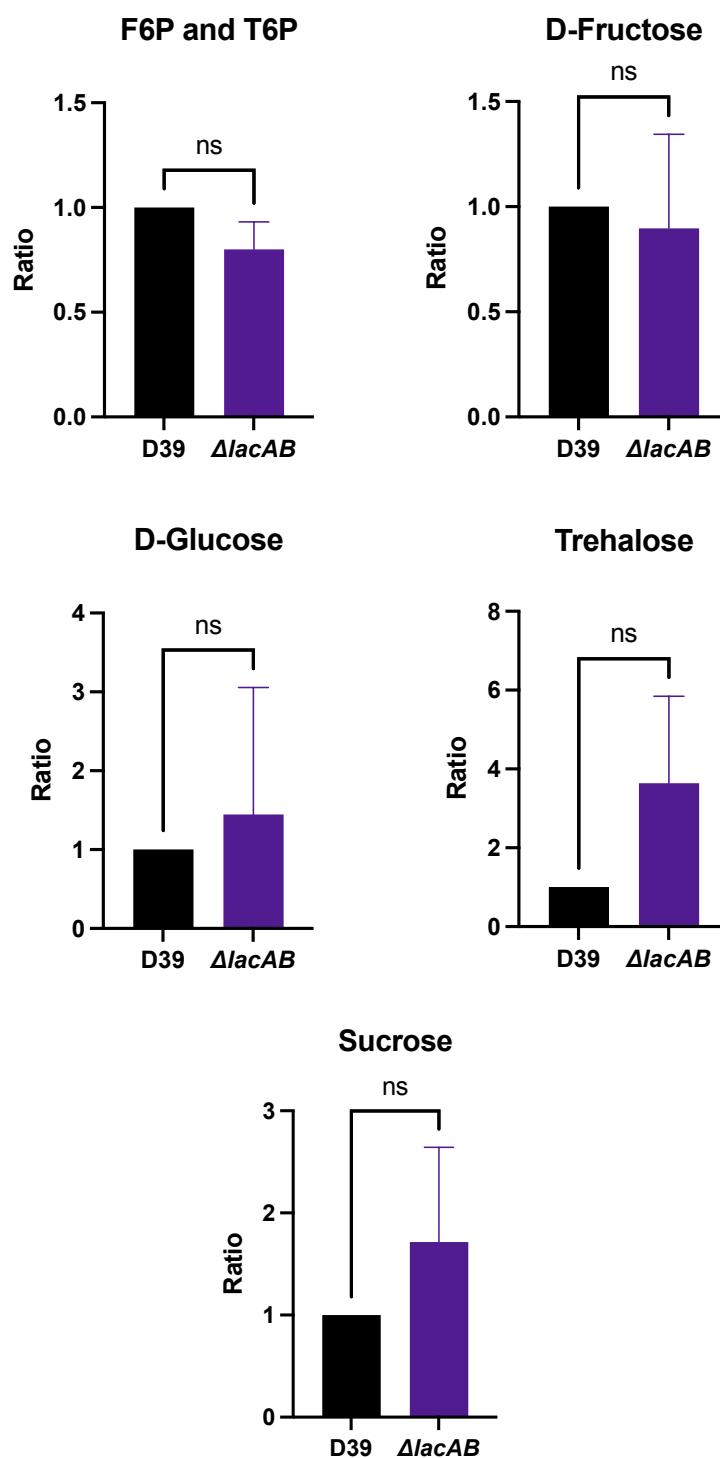 F6P and T6P
ns
1.5
1.0
0.5
0.0
Ratio
D39 ΔlacAB
D-Fructose
ns
1.5
1.0
0.5
0.0
Ratio
D39 ΔlacAB
D-Glucose
ns
4
3
2
1
0
Ratio
D39 ΔlacAB
Trehalose
ns
8
6
4
2
0
Ratio
D39 ΔlacAB
Sucrose
ns
3
2
1
0
Ratio
D39 ΔlacAB